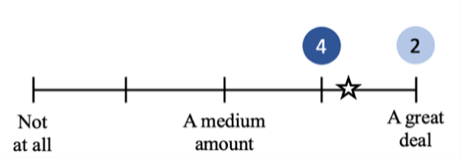 4
2
Not
at all
A medium
amount
A great
deal